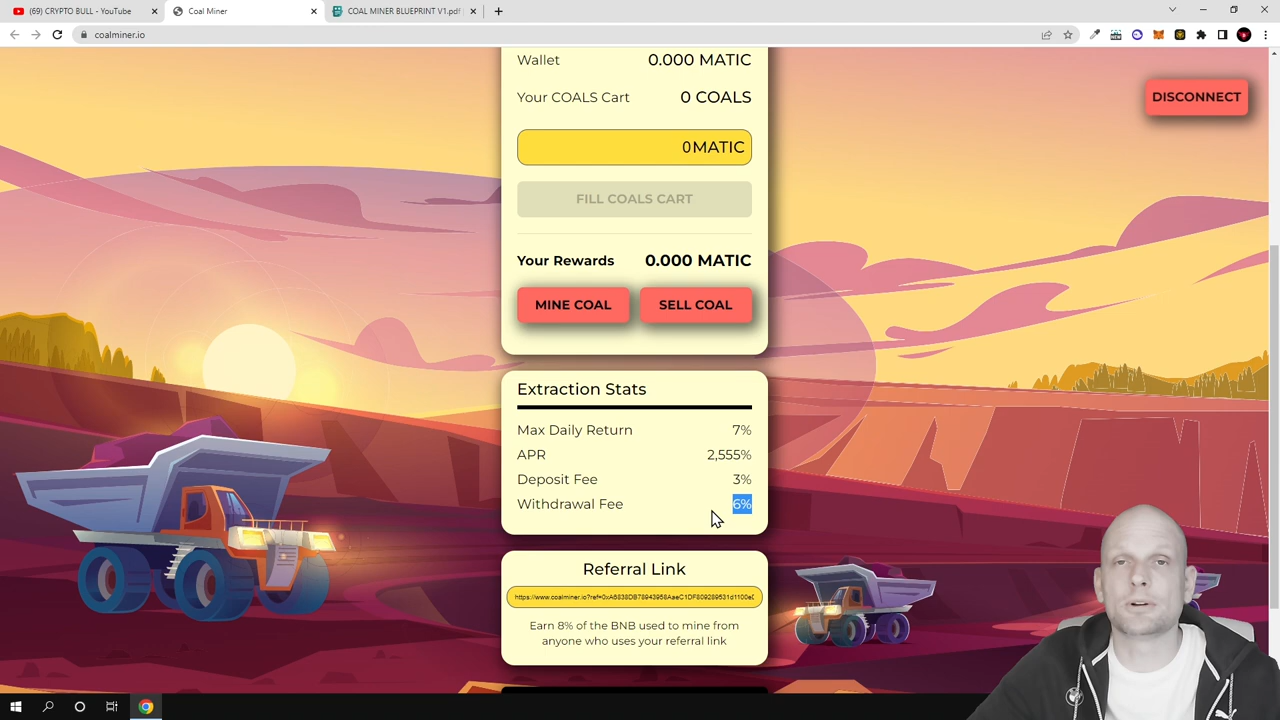 (69) CRYPTO BULL - YouTube
Coal Miner
COAL MINER BLUEPRINT V1.pdf
coalminer.io
DISCONNECT
Wallet 0.000 MATIC
Your COALS Cart 0 COALS
0MATIC
FILL COALS CART
Your Rewards 0.000 MATIC
MINE COAL SELL COAL
Extraction Stats
Max Daily Return 7%
APR 2,555%
Deposit Fee 3%
Withdrawal Fee 6%
Referral Link
Earn 8% of the BNB used to mine from
anyone who uses your referral link